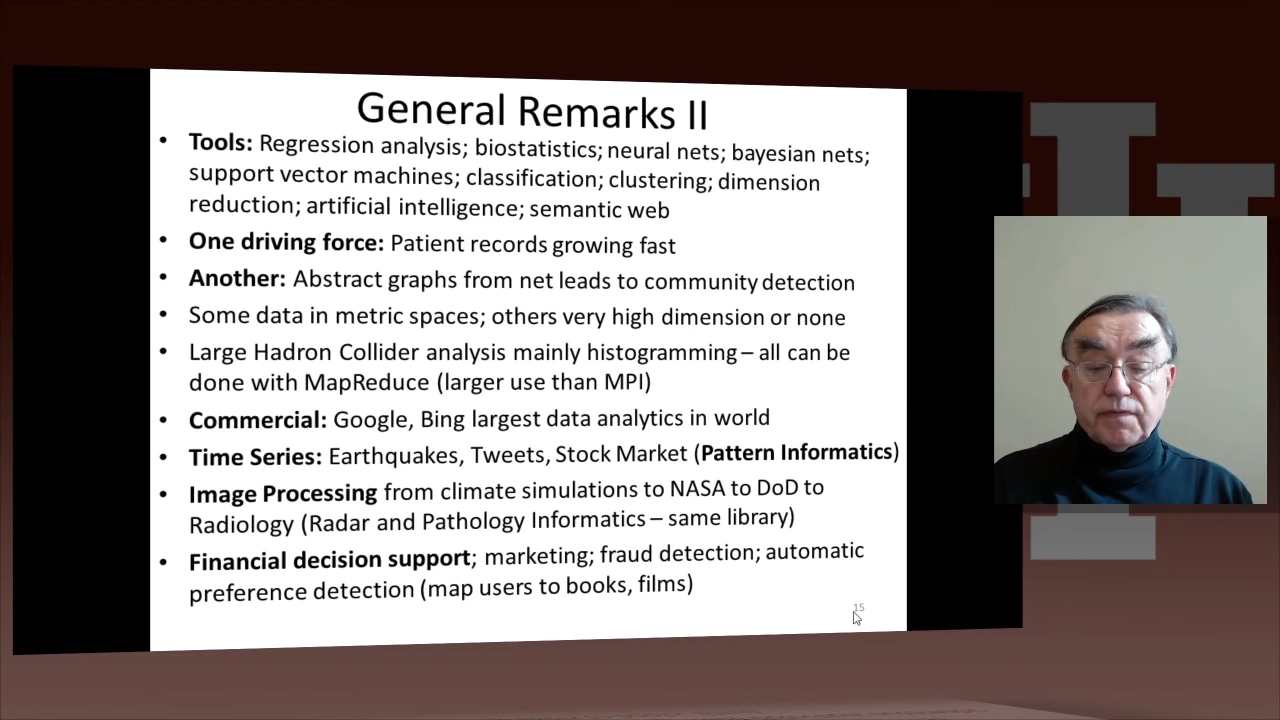 General Remarks II
• Tools: Regression analysis; biostatistics; neural nets; bayesian nets;
support vector machines; classification; clustering; dimension
reduction; artificial intelligence; semantic web
• One driving force: Patient records growing fast
• Another: Abstract graphs from net leads to community detection
• Some data in metric spaces; others very high dimension or none
• Large Hadron Collider analysis mainly histogramming – all can be
done with MapReduce (larger use than MPI)
• Commercial: Google, Bing largest data analytics in world
• Time Series: Earthquakes, Tweets, Stock Market (Pattern Informatics)
• Image Processing from climate simulations to NASA to DoD to
Radiology (Radar and Pathology Informatics – same library)
• Financial decision support; marketing; fraud detection; automatic
preference detection (map users to books, films)
15